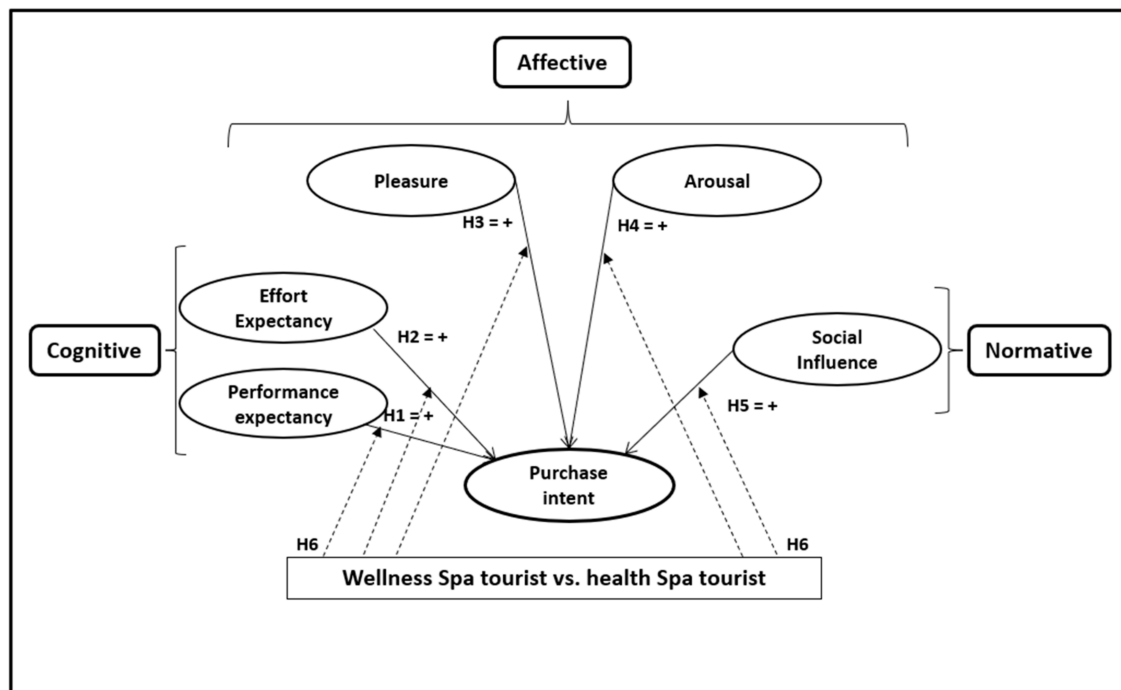 Affective
Pleasure
Arousal
H3 = +
H4 = +
Effort
Expectancy
Cognitive
H2 = +
Social
Influence
Normative
Performance
expectancy
H1 = +
H5 = +
Purchase
intent
H6
H6
Wellness Spa tourist vs. health Spa tourist